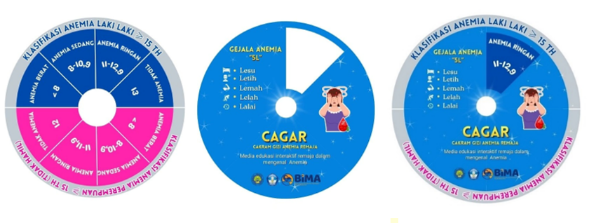 KLASIFIKASI ANEMIA LAKI LAKI ≥ 15 TH
ANEMIA BERAT
ANEMIA SEDANG
ANEMIA RINGAN
TIDAK ANEMIA
< 8
8-10,9
11-12,9
13
TIDAK ANEMIA
ANEMIA RINGAN
ANEMIA SEDANG
ANEMIA BERAT
12
11-11,9
8-10,9
< 8
KLASIFIKASI ANEMIA PEREMPUAN ≥ 15 TH (TIDAK HAMIL)
GEJALA ANEMIA
"5L"
• Lesu
• Letih
• Lemah
• Lelah
• Lalai
CAGAR
CAKRAM GIZI ANEMIA REMAJA
"Media edukasi interaktif remaja dalam
mengenal Anemia"
BIMA
KLASIFIKASI ANEMIA LAKI LAKI ≥ 15 TH
GEJALA ANEMIA
"5L"
ANEMIA RINGAN
11-12,9
• Lesu
• Letih
• Lemah
• Lelah
• Lalai
CAGAR
CAKRAM GIZI ANEMIA REMAJA
"Media edukasi interaktif remaja dalam
mengenal Anemia"
BIMA
KLASIFIKASI ANEMIA PEREMPUAN ≥ 15 TH (TIDAK HAMIL)